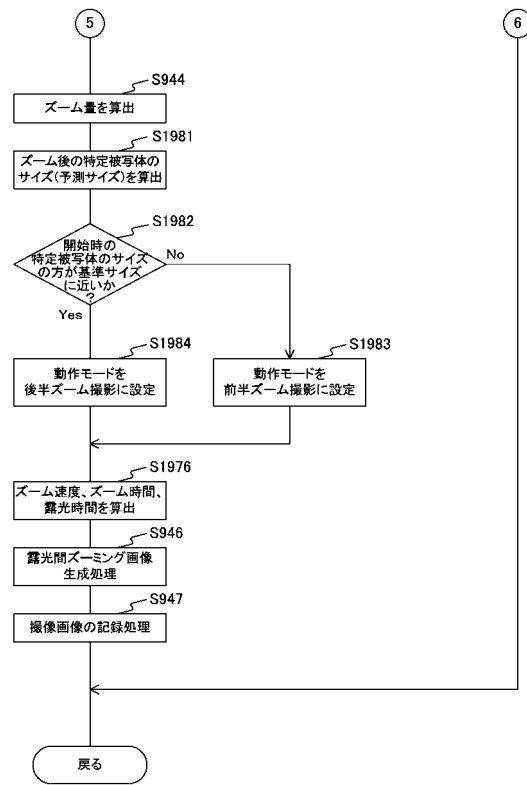 5
6
S944
ズーム量を算出
S1981
ズーム後の特定被写体の
サイズ(予測サイズ)を算出
S1982
開始時の
特定被写体のサイズ
の方が基準サイズ
に近いか
?
No
Yes
S1984
動作モードを
後半ズーム撮影に設定
S1983
動作モードを
前半ズーム撮影に設定
S1976
ズーム速度、ズーム時間、
露光時間を算出
S946
露光間ズーミング画像
生成処理
S947
撮像画像の記録処理
戻る